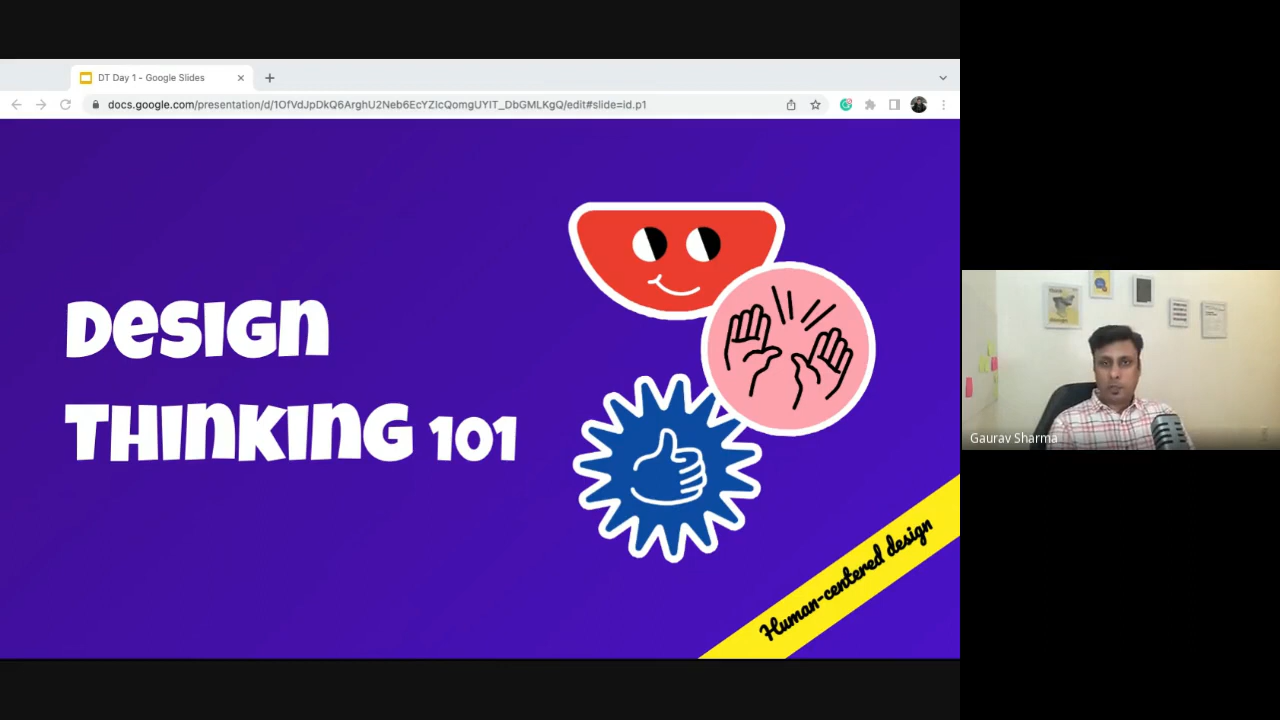 DT Day 1 - Google Slides
docs.google.com/presentation/d/1OfVdJpDkQ6ArghU2Neb6EcYZIcQomgUYIT_DbGMLKgQ/edit#slide=id.p1
Design
Thinking 101
Human-centered design
Gaurav Sharma